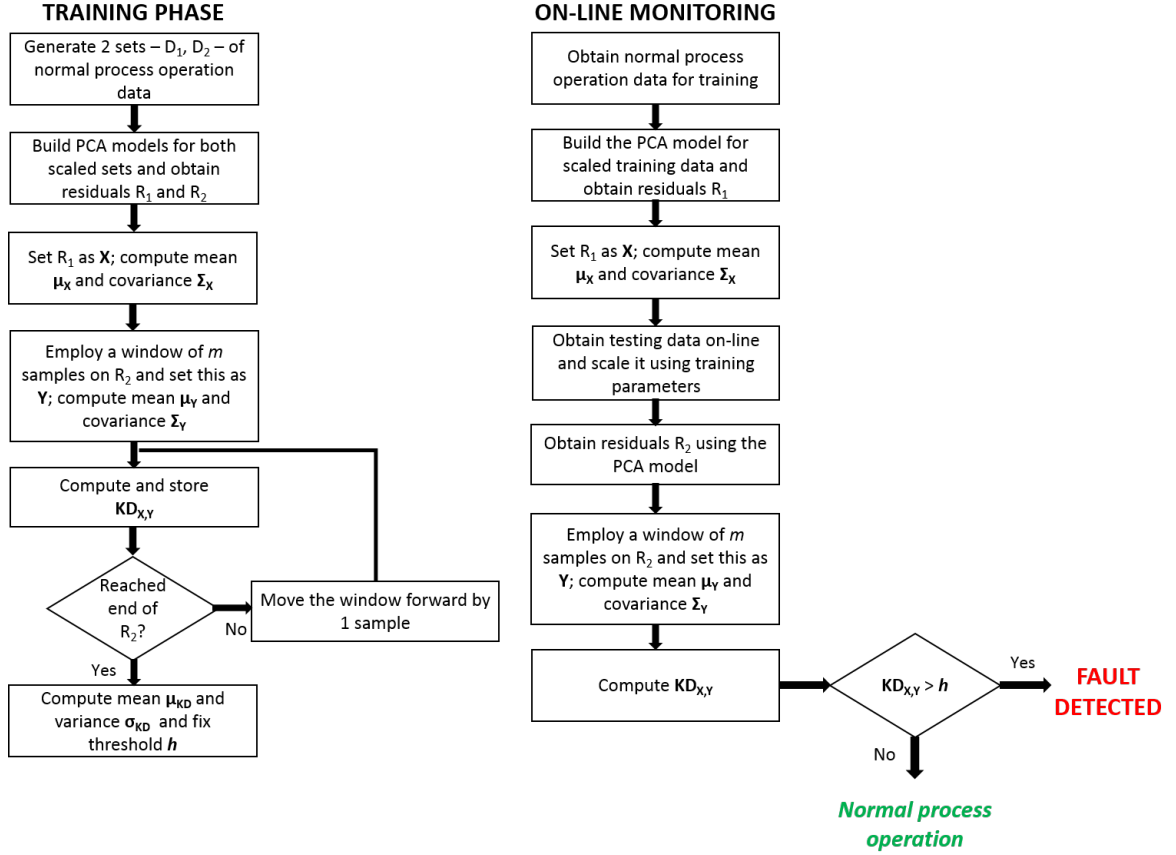 TRAINING PHASE
Generate 2 sets – D₁, D₂ – of
normal process operation
data
Build PCA models for both
scaled sets and obtain
residuals R₁ and R₂
Set R₁ as X; compute mean
μX and covariance ΣX
Employ a window of m
samples on R₂ and set this as
Y; compute mean μY and
covariance ΣY
Compute and store
KDX,Y
Reached
end of
R₂?
No
Move the window forward by
1 sample
Yes
Compute mean μKD and
variance σKD and fix
threshold h
ON-LINE MONITORING
Obtain normal process
operation data for training
Build the PCA model for
scaled training data and
obtain residuals R₁
Set R₁ as X; compute mean
μX and covariance ΣX
Obtain testing data on-line
and scale it using training
parameters
Obtain residuals R₂ using the
PCA model
Employ a window of m
samples on R₂ and set this as
Y; compute mean μY and
covariance ΣY
Compute KDX,Y
KDX,Y > h
Yes
FAULT
DETECTED
No
Normal process
operation